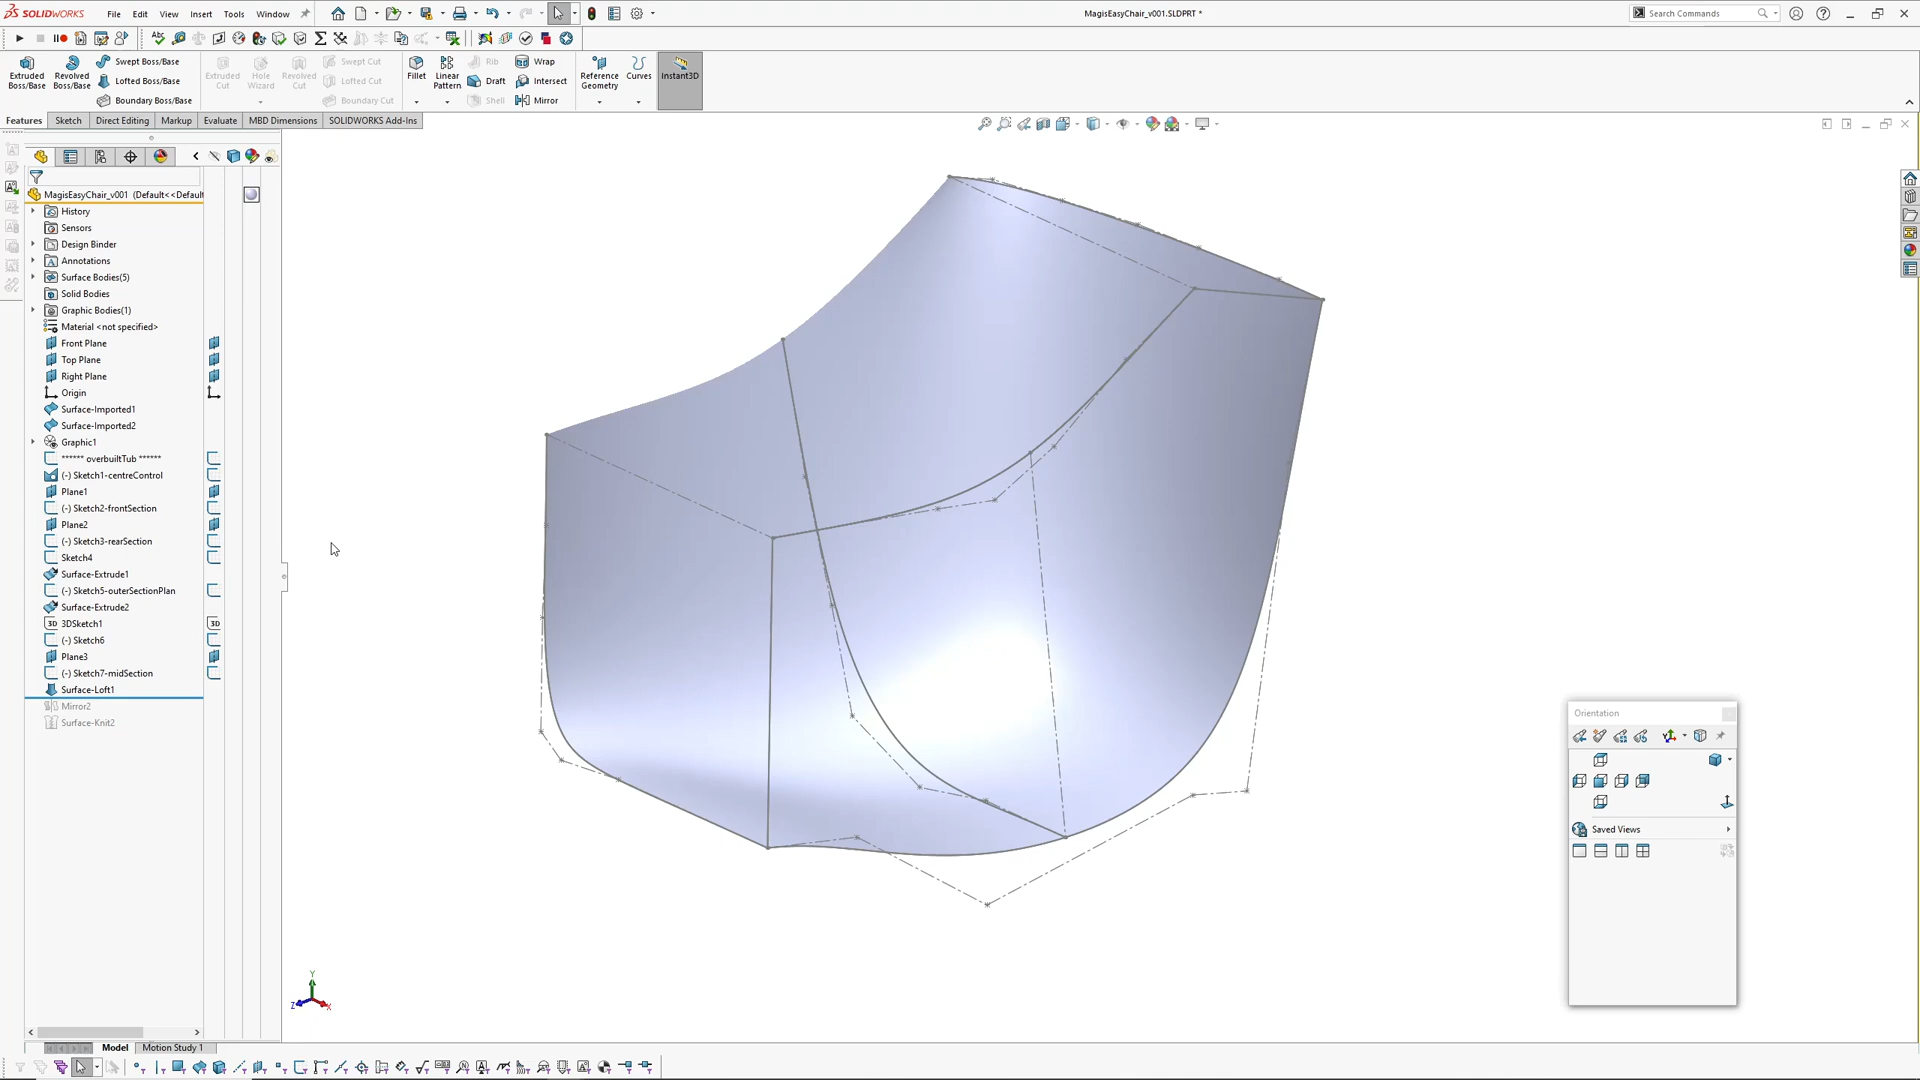 SOLIDWORKS File Edit View Insert Tools Window MagisEasyChair_v001.SLDPRT * Search Commands
Extruded Boss/Base
Revolved Boss/Base
Swept Boss/Base
Lofted Boss/Base
Boundary Boss/Base
Extruded Cut
Hole Wizard
Revolved Cut
Swept Cut
Lofted Cut
Boundary Cut
Fillet
Linear Pattern
Rib
Draft
Shell
Wrap
Intersect
Mirror
Reference Geometry
Curves
Instant3D
Features Sketch Direct Editing Markup Evaluate MBD Dimensions SOLIDWORKS Add-Ins
MagisEasyChair_v001 (Default<<Default
History
Sensors
Design Binder
Annotations
Surface Bodies(5)
Solid Bodies
Graphic Bodies(1)
Material <not specified>
Front Plane
Top Plane
Right Plane
Origin
Surface-Imported1
Surface-Imported2
Graphic1
****** overbuiltTub ******
(-) Sketch1-centreControl
Plane1
(-) Sketch2-frontSection
Plane2
(-) Sketch3-rearSection
Sketch4
Surface-Extrude1
(-) Sketch5-outerSectionPlan
Surface-Extrude2
3D 3DSketch1 3D
(-) Sketch6
Plane3
(-) Sketch7-midSection
Surface-Loft1
Mirror2
Surface-Knit2
Orientation
Saved Views
Y
Z X
Model Motion Study 1